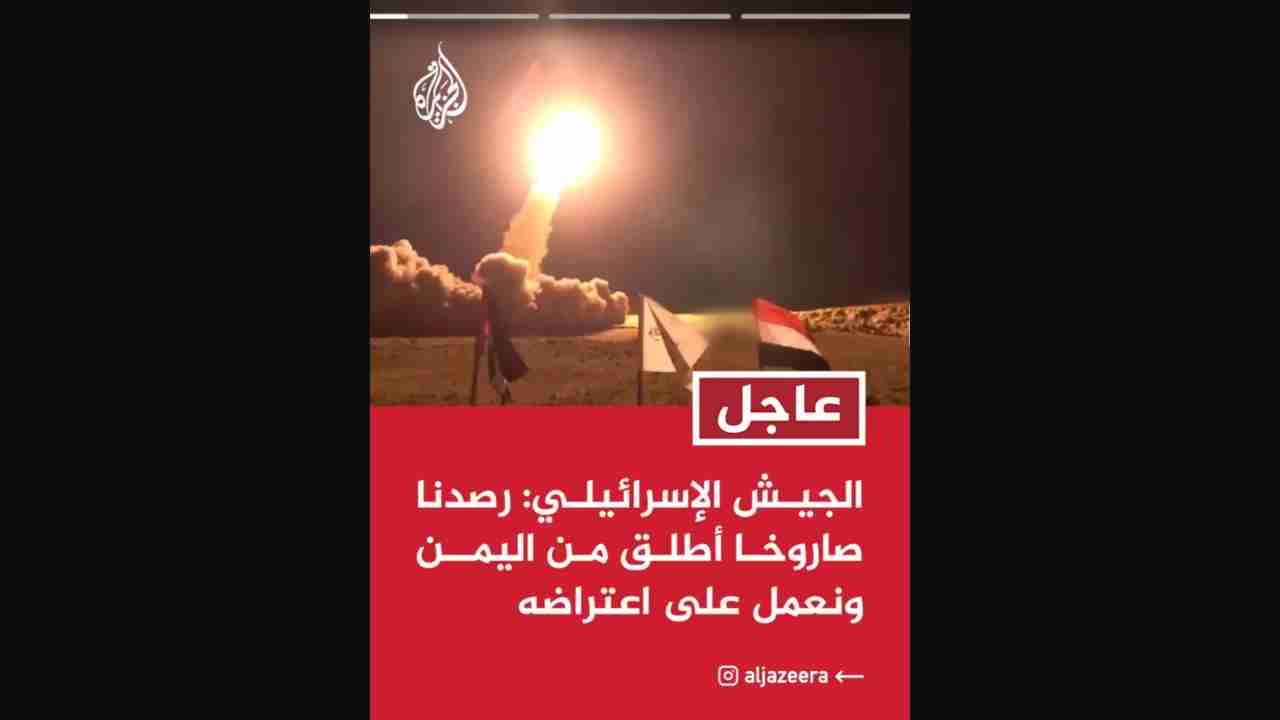 الجزيرة
عاجل
الجيش الإسرائيلي: رصدنا
صاروخا أطلق من اليمن
ونعمل على اعتراضه
aljazeera